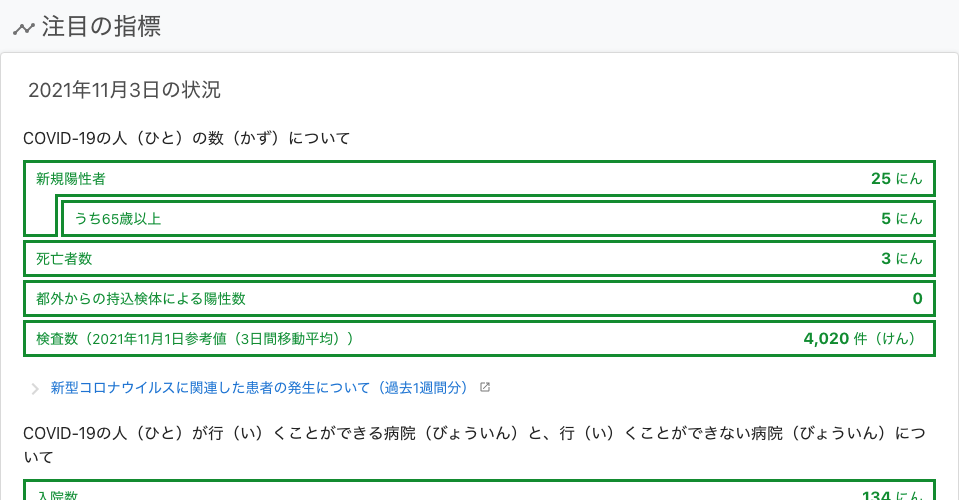 注目の指標
2021年11月3日の状況
COVID-19の人（ひと）の数（かず）について
新規陽性者 25 にん
うち65歳以上 5 にん
死亡者数 3 にん
都外からの持込検体による陽性数 0
検査数（2021年11月1日参考値（3日間移動平均）） 4,020 件（けん）
新型コロナウイルスに関連した患者の発生について（過去1週間分）
COVID-19の人（ひと）が行（い）くことができる病院（びょういん）と、行（い）くことができない病院（びょういん）につ
いて
入院数 134 にん